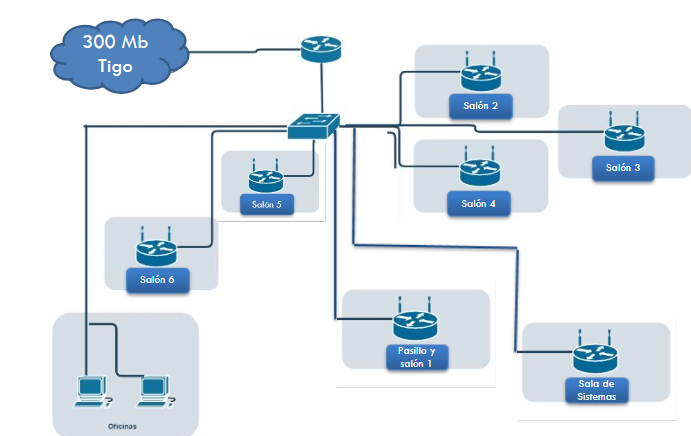 300 Mb
Tigo
Salón 2
Salón 3
Salón 4
Salón 5
Salón 6
Pasillo y
salón 1
Sala de
Sistemas
Oficinas